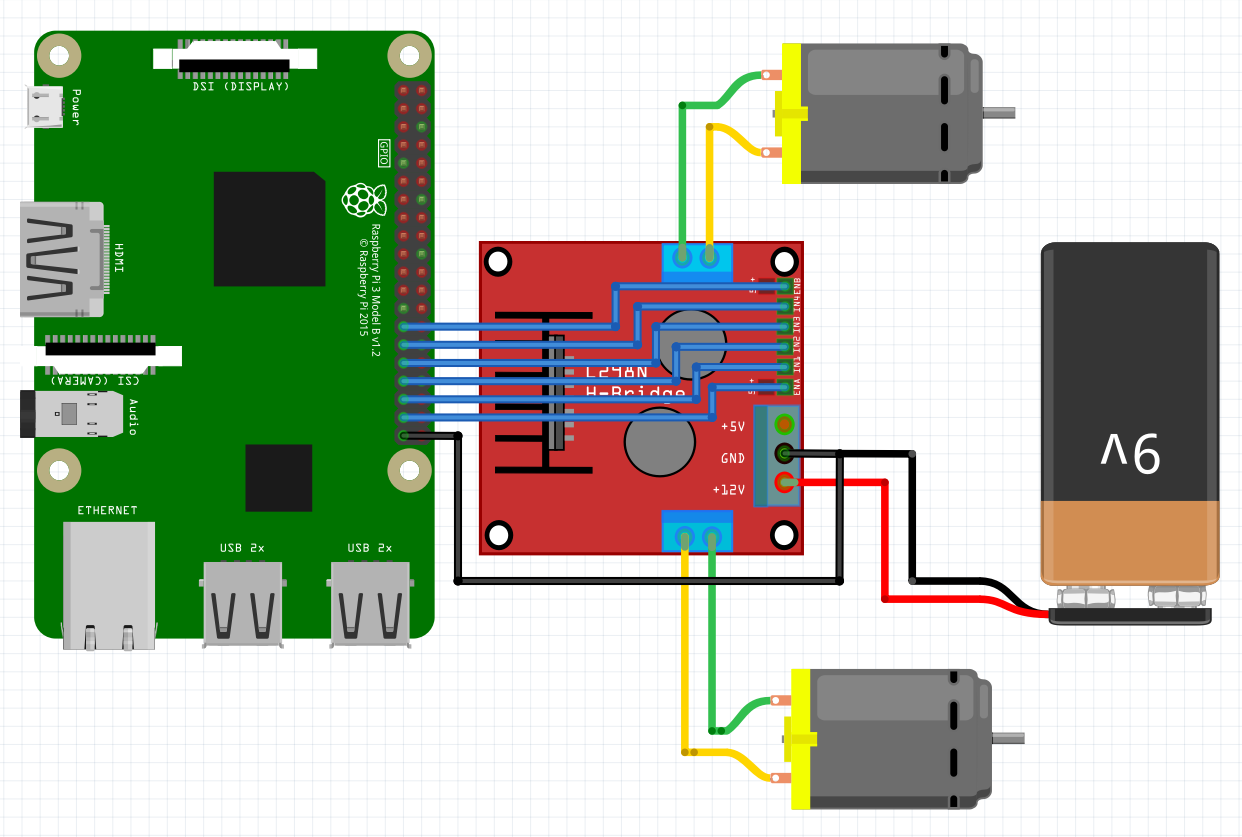 DSI (DISPLAY)
Power
GPIO
HDMI
Raspberry Pi 3 Model B v1.2
© Raspberry Pi 2015
CSI (CAMERA)
Audio
ETHERNET
USB 2x
USB 2x
L298N
H-Bridge
ENB
IN4
IN3
IN2
IN1
ENA
+5V
GND
+12V
9V